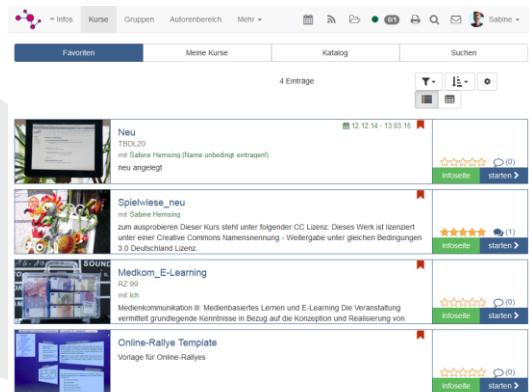 Infos Kurse Gruppen Autorenbereich Mehr Sabine
Favoriten Meine Kurse Katalog Suchen
4 Einträge
Neu 12.12.14 - 13.03.15
TBDL20
mit Sabine Hemsing (Name unbedingt eintragen!)
neu angelegt
(0)
Infoseite starten
Spielwiese_neu
mit Sabine Hemsing
zum ausprobieren Dieser Kurs steht unter folgender CC Lizenz: Dieses Werk ist lizenziert
unter einer Creative Commons Namensnennung - Weitergabe unter gleichen Bedingungen
3.0 Deutschland Lizenz.
(1)
Infoseite starten
SOUND
Medkom_E-Learning
RZ 99
mit Ich
Medienkommunikation III: Medienbasiertes Lernen und E-Learning Die Veranstaltung
vermittelt grundlegende Kenntnisse in Bezug auf die Konzeption und Realisierung von
(0)
Infoseite starten
Online-Rallye Template
Vorlage für Online-Rallyes
(0)
Infoseite starten